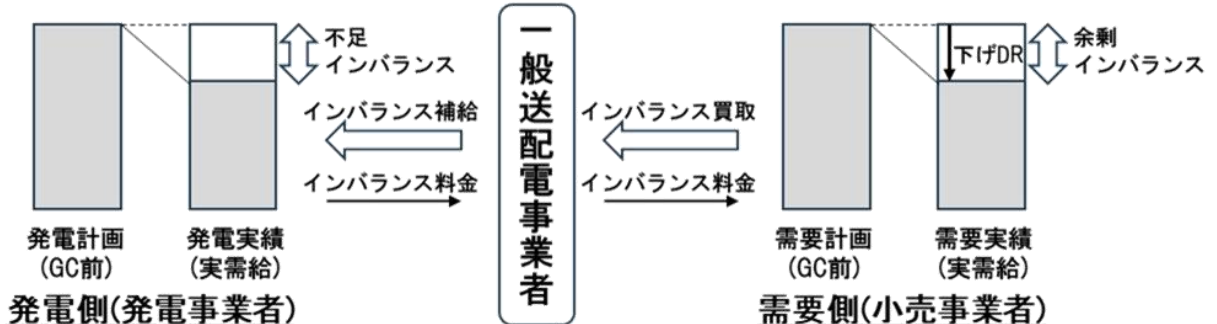 不足
インバランス
インバランス補給
インバランス料金
発電計画
(GC前)
発電実績
(実需給)
発電側(発電事業者)
一般送配電事業者
下げDR
余剰
インバランス
インバランス買取
インバランス料金
需要計画
(GC前)
需要実績
(実需給)
需要側(小売事業者)